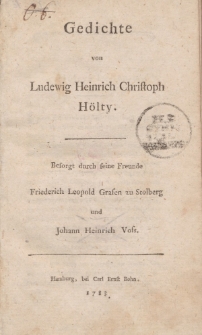 Gedichte
von
Ludewig Heinrich Chriſtoph
Hölty.
Beſorgt durch ſeine Freunde
Friederich Leopold Grafen zu Stolberg
und
Johann Heinrich Voſs.
Hamburg, bei Carl Ernſt Bohn.
1783